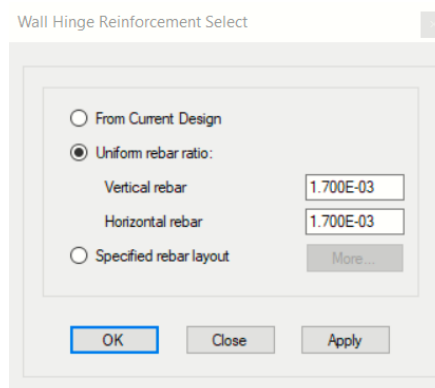 Wall Hinge Reinforcement Select
From Current Design
Uniform rebar ratio:
Vertical rebar 1.700E-03
Horizontal rebar 1.700E-03
Specified rebar layout More...
OK Close Apply